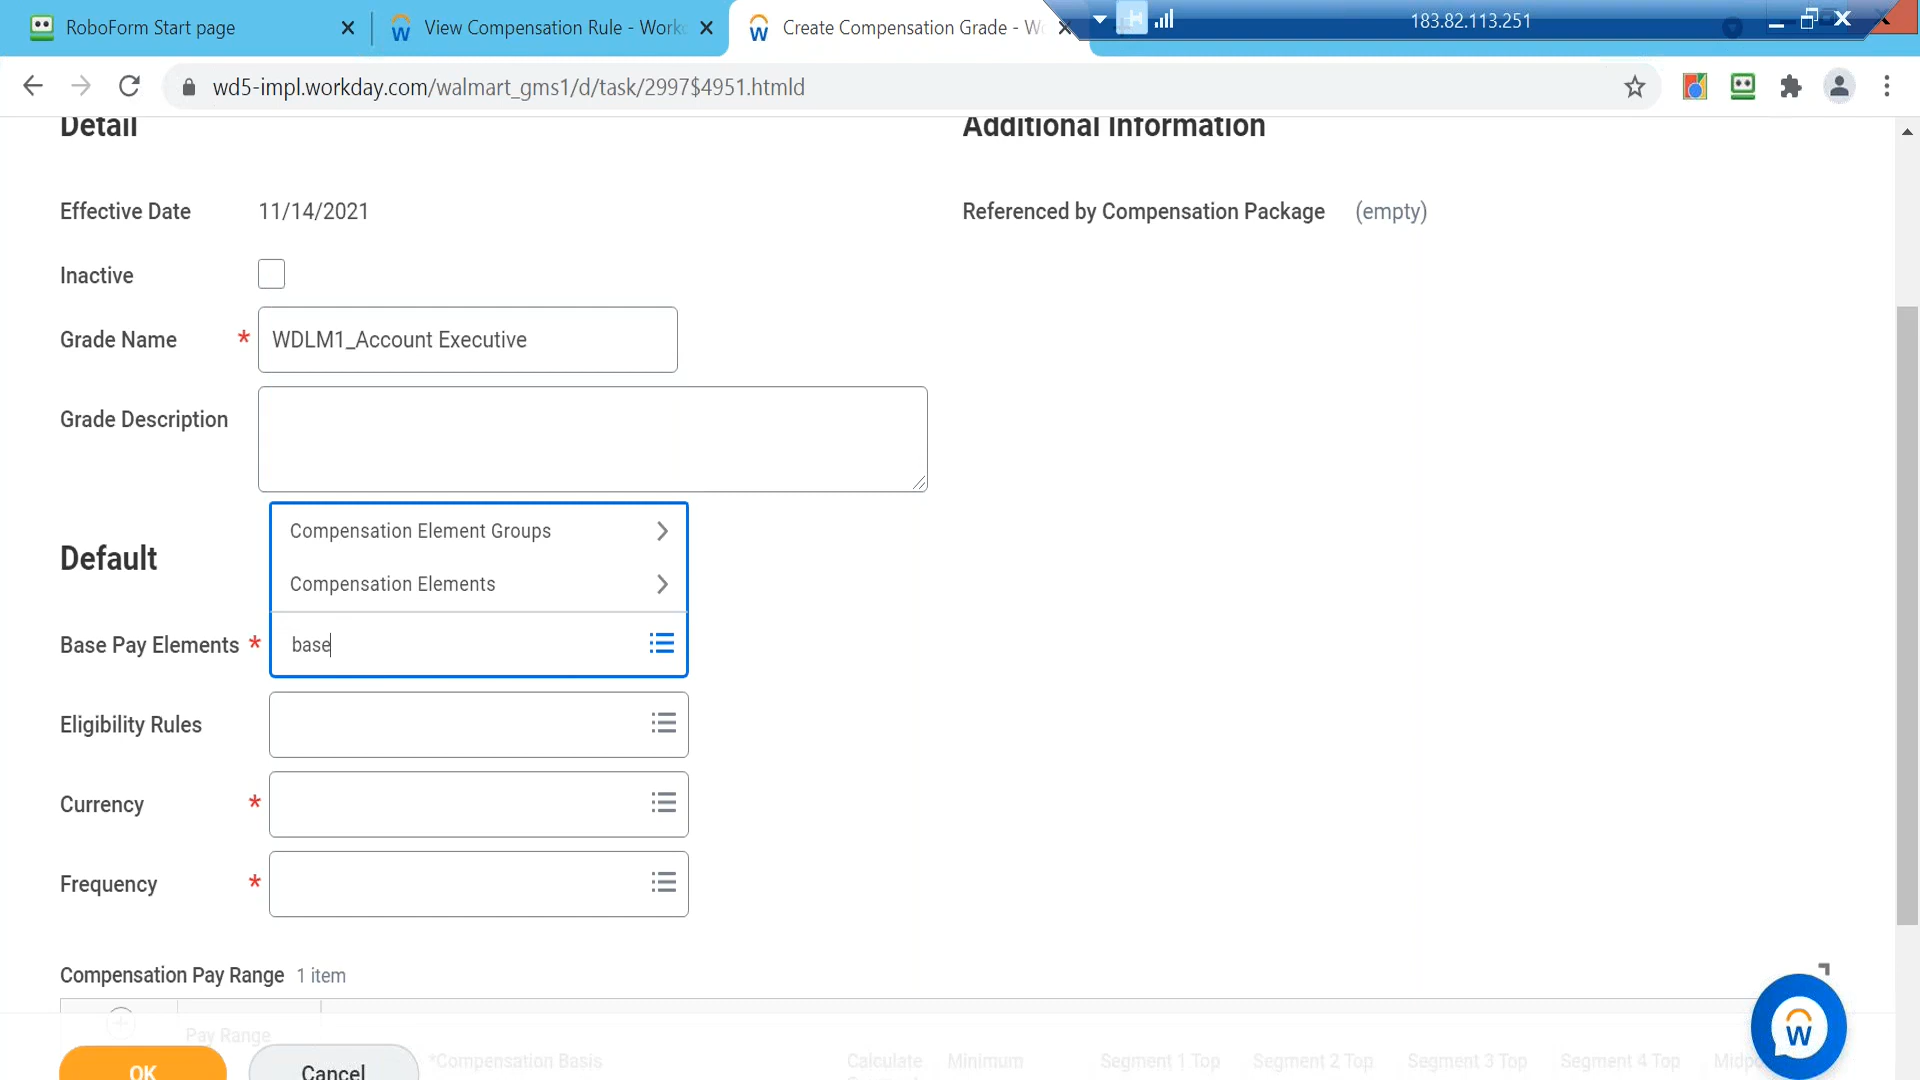 RoboForm Start page
View Compensation Rule - Work
Create Compensation Grade - W
183.82.113.251
wd5-impl.workday.com/walmart_gms1/d/task/2997$4951.htmld
Detail
Additional Information
Effective Date 11/14/2021
Referenced by Compensation Package (empty)
Inactive
Grade Name * WDLM1_Account Executive
Grade Description
Compensation Element Groups
Default
Compensation Elements
Base Pay Elements * base
Eligibility Rules
Currency *
Frequency *
Compensation Pay Range 1 item
Pay Range
*Compensation Basis Calculate Minimum Segment 1 Top Segment 2 Top Segment 3 Top Segment 4 Top
OK Cancel